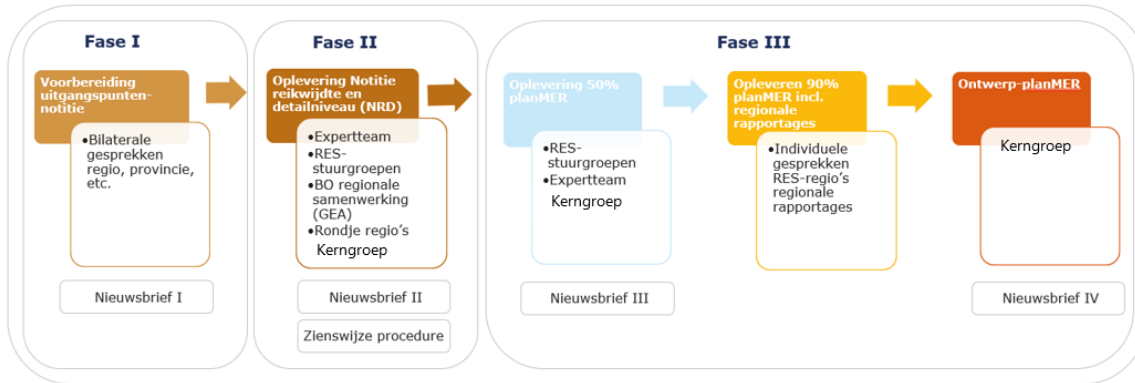 Fase I
Voorbereiding
uitgangspunten-
notitie
•Bilaterale
gesprekken
regio, provincie,
etc.
Nieuwsbrief I
Fase II
Oplevering Notitie
reikwijdte en
detailniveau (NRD)
•Expertteam
•RES-
stuurgroepen
•BO regionale
samenwerking
(GEA)
•Rondje regio’s
Kerngroep
Nieuwsbrief II
Zienswijze procedure
Fase III
Oplevering 50%
planMER
•RES-
stuurgroepen
•Expertteam
Kerngroep
Nieuwsbrief III
Opleveren 90%
planMER incl.
regionale
rapportages
•Individuele
gesprekken
RES-regio’s
regionale
rapportages
Ontwerp-planMER
Kerngroep
Nieuwsbrief IV